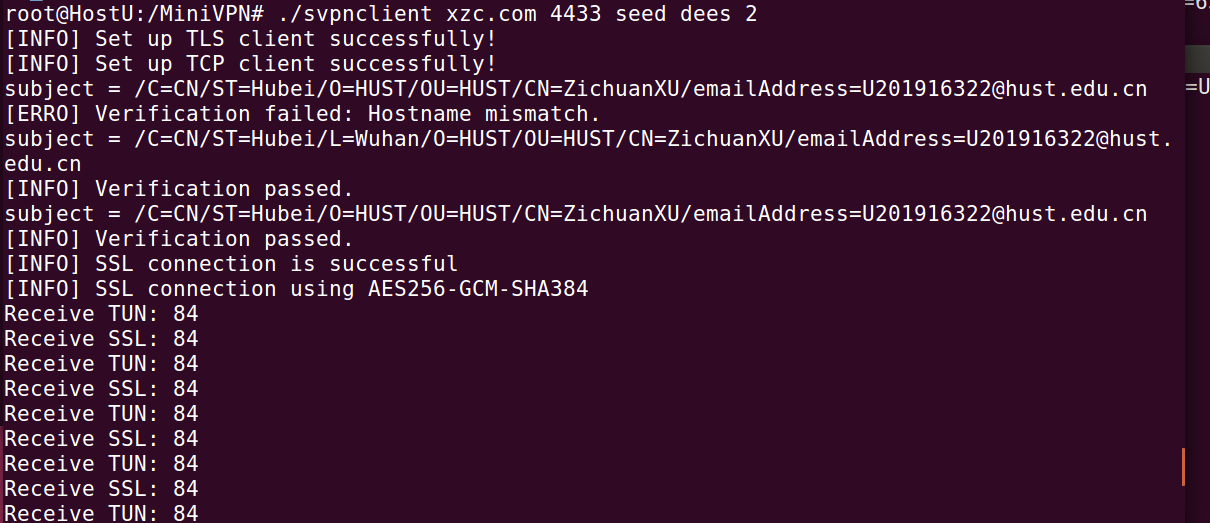 root@HostU:/MiniVPN# ./svpnclient xzc.com 4433 seed dees 2
[INFO] Set up TLS client successfully!
[INFO] Set up TCP client successfully!
subject = /C=CN/ST=Hubei/O=HUST/OU=HUST/CN=ZichuanXU/emailAddress=U201916322@hust.edu.cn
[ERRO] Verification failed: Hostname mismatch.
subject = /C=CN/ST=Hubei/L=Wuhan/O=HUST/OU=HUST/CN=ZichuanXU/emailAddress=U201916322@hust.
edu.cn
[INFO] Verification passed.
subject = /C=CN/ST=Hubei/O=HUST/OU=HUST/CN=ZichuanXU/emailAddress=U201916322@hust.edu.cn
[INFO] Verification passed.
[INFO] SSL connection is successful
[INFO] SSL connection using AES256-GCM-SHA384
Receive TUN: 84
Receive SSL: 84
Receive TUN: 84
Receive SSL: 84
Receive TUN: 84
Receive SSL: 84
Receive TUN: 84
Receive SSL: 84
Receive TUN: 84
=U